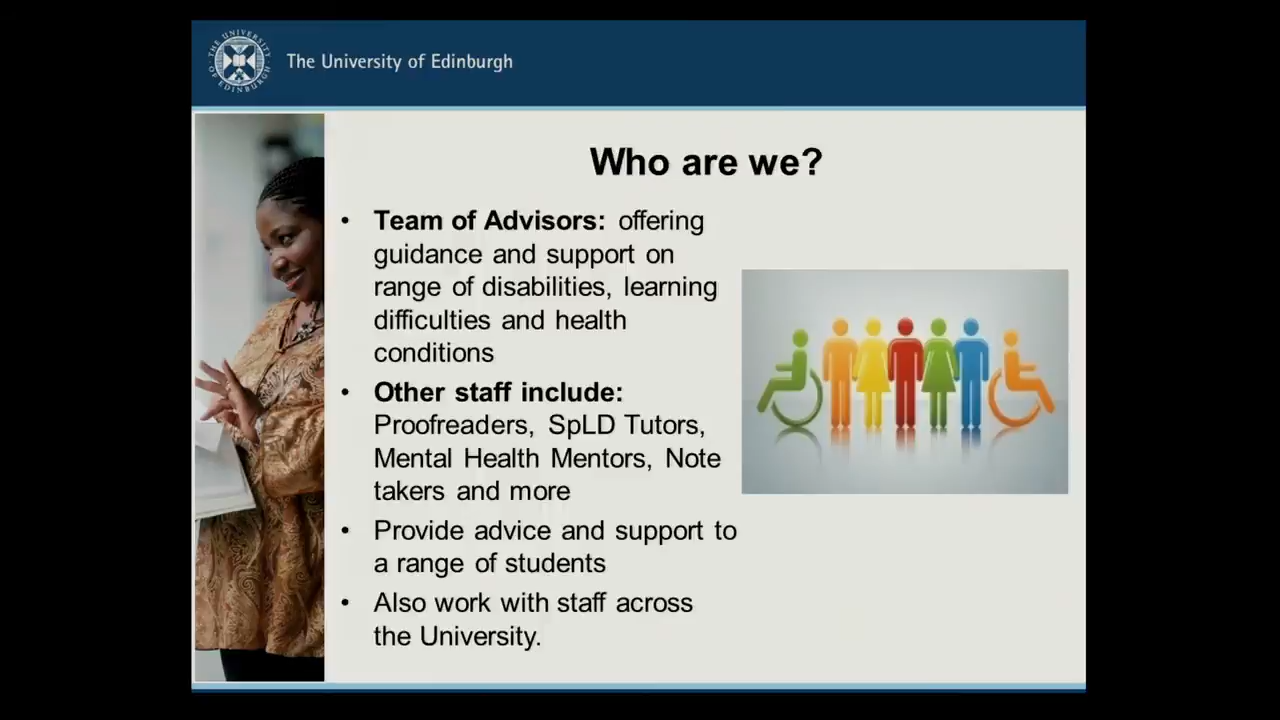 THE UNIVERSITY OF EDINBURGH
The University of Edinburgh
Who are we?
• Team of Advisors: offering
guidance and support on
range of disabilities, learning
difficulties and health
conditions
• Other staff include:
Proofreaders, SpLD Tutors,
Mental Health Mentors, Note
takers and more
• Provide advice and support to
a range of students
• Also work with staff across
the University.